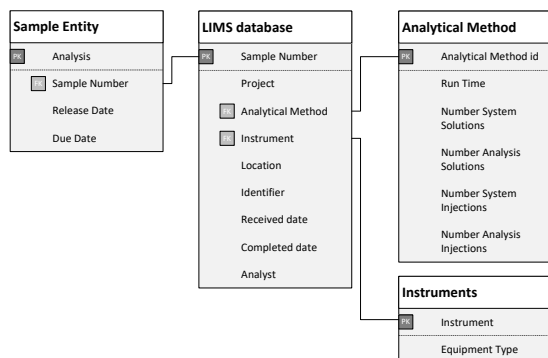 Sample Entity
PK Analysis
FK Sample Number
Release Date
Due Date
LIMS database
PK Sample Number
Project
FK Analytical Method
FK Instrument
Location
Identifier
Received date
Completed date
Analyst
Analytical Method
PK Analytical Method id
Run Time
Number System
Solutions
Number Analysis
Solutions
Number System
Injections
Number Analysis
Injections
Instruments
PK Instrument
Equipment Type